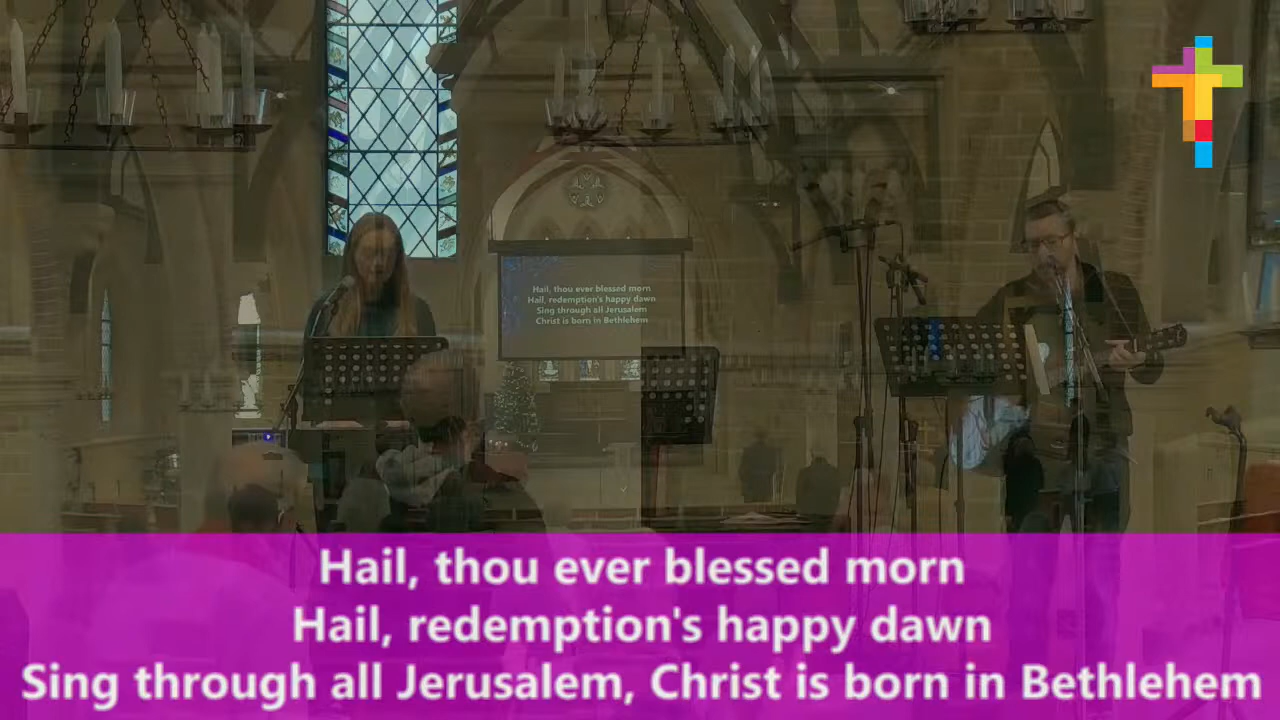 Hail, thou ever blessed morn
Hail, redemption's happy dawn
Sing through all Jerusalem
Christ is born in Bethlehem
Hail, thou ever blessed morn
Hail, redemption's happy dawn
Sing through all Jerusalem, Christ is born in Bethlehem